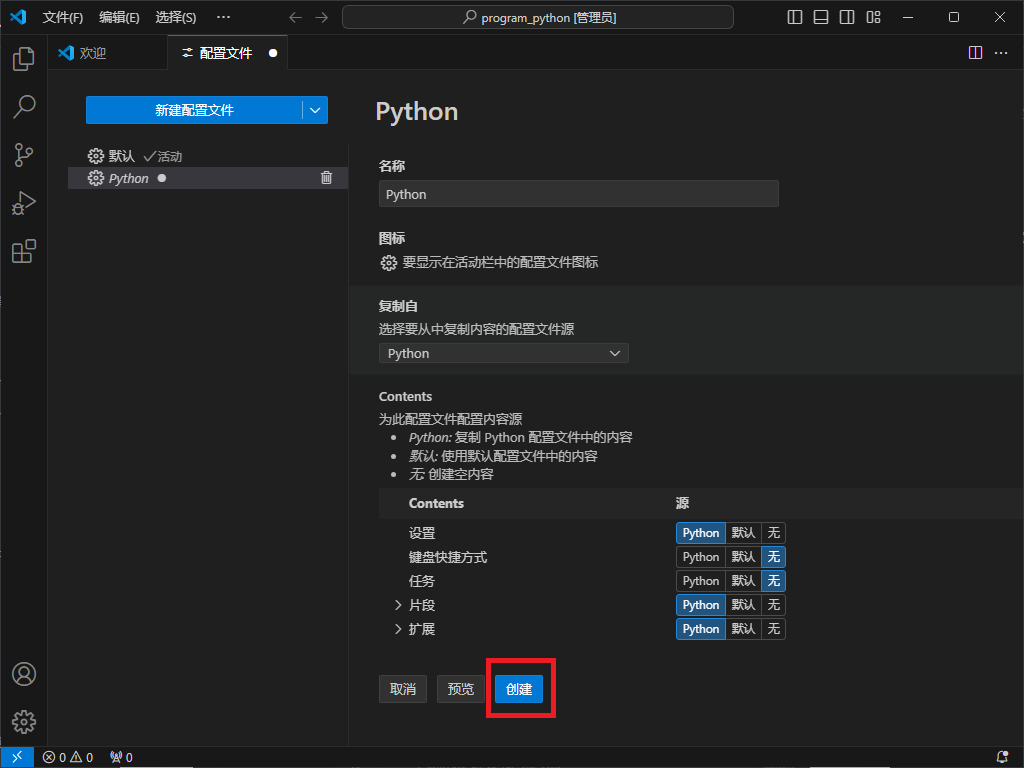 文件(F) 编辑(E) 选择(S) ··· program_python [管理员]
欢迎 配置文件
新建配置文件
默认 活动
Python
Python
名称
Python
图标
要显示在活动栏中的配置文件图标
复制自
选择要从中复制内容的配置文件源
Python
Contents
为此配置文件配置内容源
• Python: 复制 Python 配置文件中的内容
• 默认: 使用默认配置文件中的内容
• 无: 创建空内容
Contents 源
设置 Python 默认 无
键盘快捷方式 Python 默认 无
任务 Python 默认 无
片段 Python 默认 无
扩展 Python 默认 无
取消 预览 创建
0 0 0